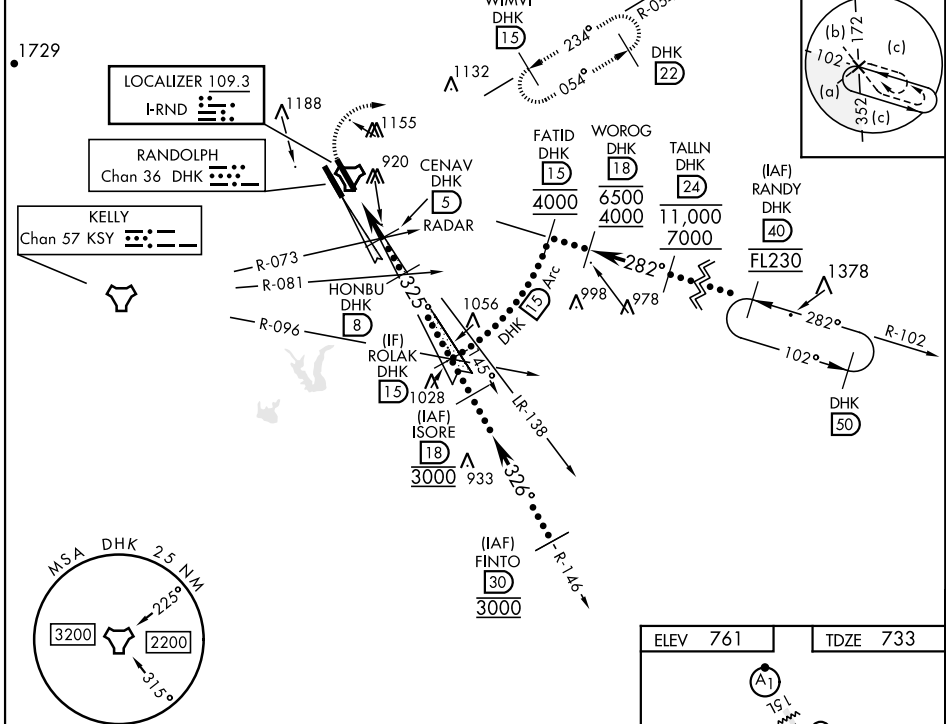 WIMVI
DHK
15
R-05
234°
054°
DHK
22
1729
1132
172
(b)
(c)
102
(a)
352
(c)
LOCALIZER 109.3
I-RND
1188
1155
920
RANDOLPH
Chan 36 DHK
CENAV
DHK
5
RADAR
FATID
DHK
15
4000
WOROG
DHK
18
6500
4000
TALLN
DHK
24
11,000
7000
(IAF)
RANDY
DHK
40
FL230
KELLY
Chan 57 KSY
R-073
R-081
R-096
HONBU
DHK
8
325°
1056
DHK 15 Arc
282°
998
978
1378
282°
102°
R-102
DHK
50
(IF)
ROLAK
DHK
15
1028
145°
LR-138
(IAF)
ISORE
18
3000
933
326°
(IAF)
FINTO
30
3000
R-146
MSA DHK 25 NM
225°
3200
2200
315°
ELEV 761
TDZE 733
A1
15L